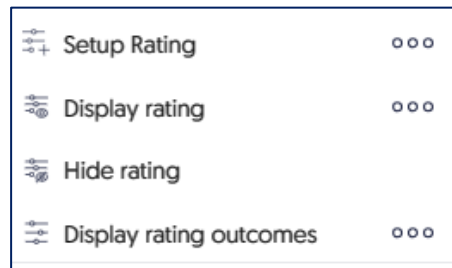 Setup Rating
Display rating
Hide rating
Display rating outcomes